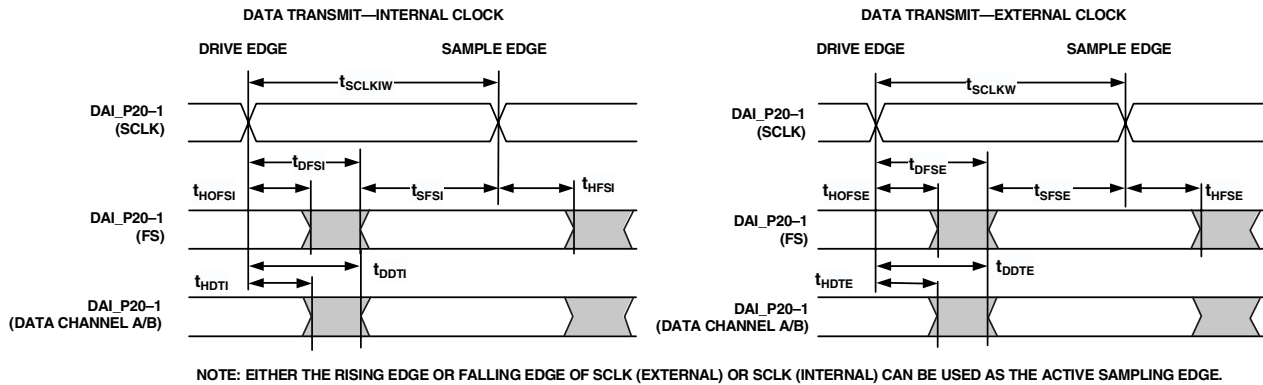 DATA TRANSMIT—INTERNAL CLOCK
DRIVE EDGE
SAMPLE EDGE
tSCLKIW
DAI_P20–1
(SCLK)
tDFSI
tHOFSI
tSFSI
tHFSI
DAI_P20–1
(FS)
tDDTI
tHDTI
DAI_P20–1
(DATA CHANNEL A/B)
DATA TRANSMIT—EXTERNAL CLOCK
DRIVE EDGE
SAMPLE EDGE
tSCLKW
DAI_P20–1
(SCLK)
tDFSE
tHOFSE
tSFSE
tHFSE
DAI_P20–1
(FS)
tDDTE
tHDTE
DAI_P20–1
(DATA CHANNEL A/B)
NOTE: EITHER THE RISING EDGE OR FALLING EDGE OF SCLK (EXTERNAL) OR SCLK (INTERNAL) CAN BE USED AS THE ACTIVE SAMPLING EDGE.